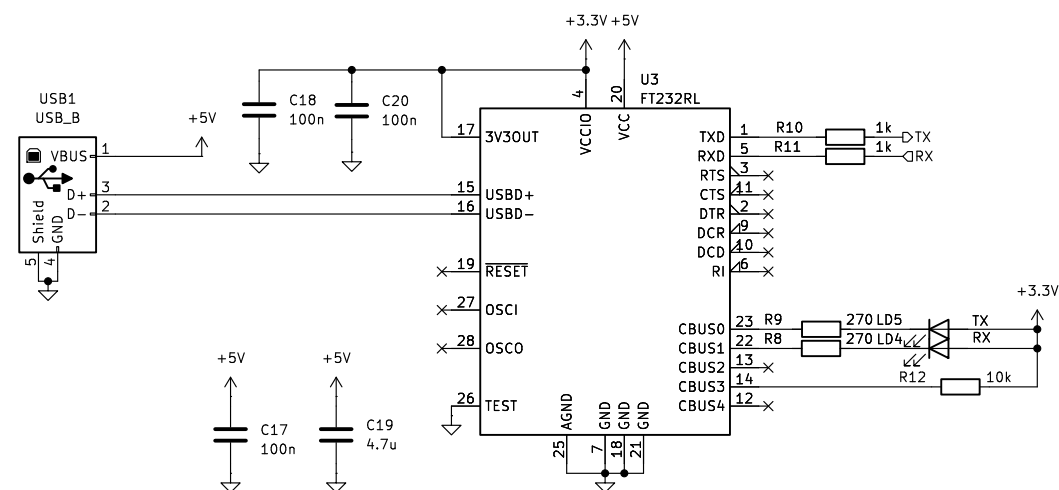 +3.3V +5V
U3
FT232RL
USB1
USB_B
+5V
C18
100n
C20
100n
4
20
VCCIO
VCC
VBUS 1
D+ 3
D- 2
Shield
GND
5
4
17 3V3OUT
15 USBD+
16 USBD-
19 RESET
27 OSCI
28 OSCO
26 TEST
TXD 1 R10 1k TX
RXD 5 R11 1k RX
RTS 3
CTS 11
DTR 2
DCR 9
DCD 10
RI 6
+3.3V
CBUS0 23 R9 270 LD5 TX
CBUS1 22 R8 270 LD4 RX
CBUS2 13
CBUS3 14 R12 10k
CBUS4 12
AGND
GND
GND
GND
25
7
18
21
+5V
C17
100n
+5V
C19
4.7u